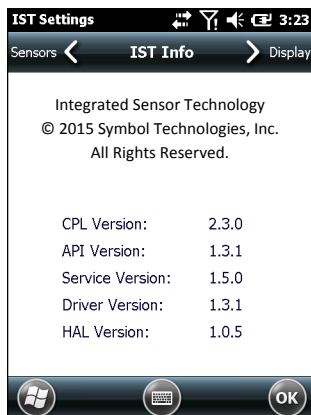 IST Settings 3:23
Sensors IST Info Display
Integrated Sensor Technology
© 2015 Symbol Technologies, Inc.
All Rights Reserved.
CPL Version: 2.3.0
API Version: 1.3.1
Service Version: 1.5.0
Driver Version: 1.3.1
HAL Version: 1.0.5
OK